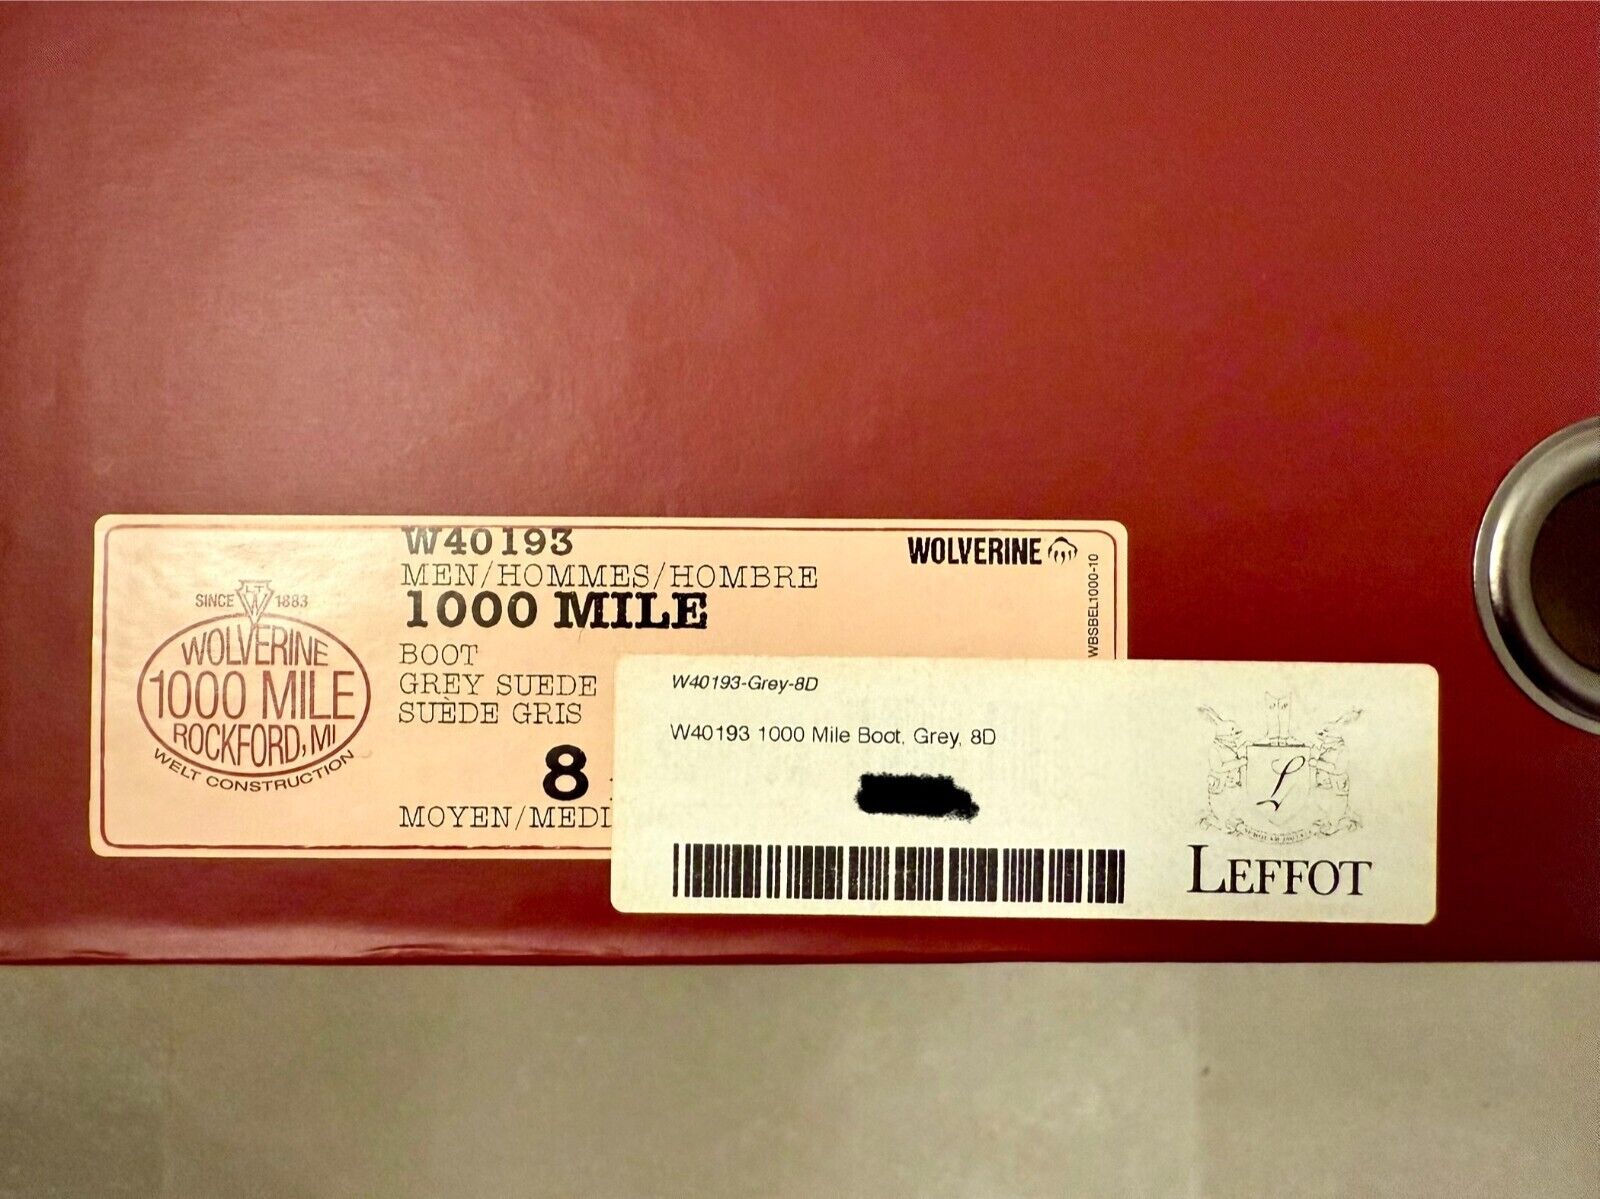 W40193
MEN/HOMMES/HOMBRE
1000 MILE
BOOT
GREY SUEDE
SUÈDE GRIS
8
MOYEN/MEDI
WOLVERINE
WBSBEL1000-10
SINCE 1883
WOLVERINE
1000 MILE
ROCKFORD, MI
WELT CONSTRUCTION
W40193-Grey-8D
W40193 1000 Mile Boot, Grey, 8D
L
LEFFOT